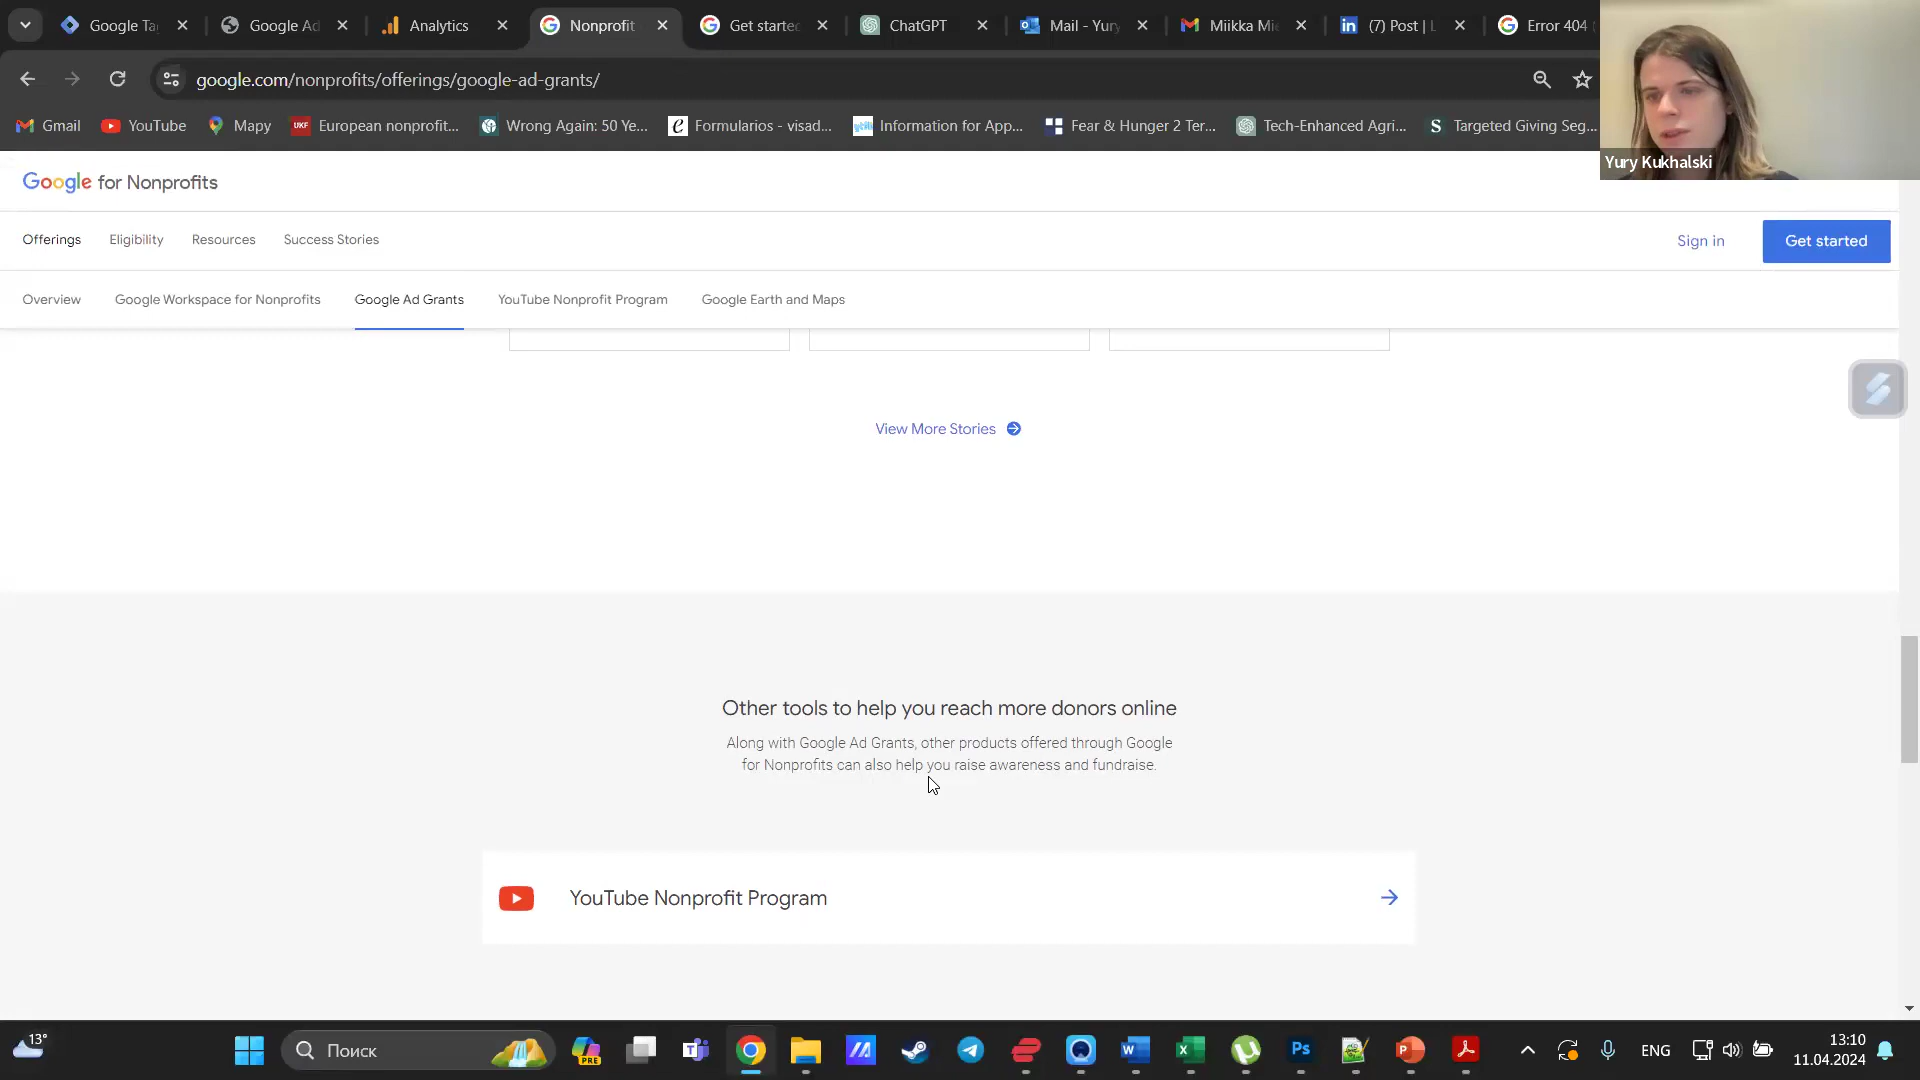 Google Ta
Google Ad
Analytics
Nonprofit
Get starte
ChatGPT
Mail - Yury
Miikka Mi
(7) Post | L
Error 404
google.com/nonprofits/offerings/google-ad-grants/
Gmail
YouTube
Mapy
UKF
European nonprofit...
Wrong Again: 50 Ye...
Formularios - visad...
Information for App...
Fear & Hunger 2 Ter...
Tech-Enhanced Agri...
Targeted Giving Seg...
Yury Kukhalski
Google for Nonprofits
Offerings
Eligibility
Resources
Success Stories
Sign in
Get started
Overview
Google Workspace for Nonprofits
Google Ad Grants
YouTube Nonprofit Program
Google Earth and Maps
View More Stories
Other tools to help you reach more donors online
Along with Google Ad Grants, other products offered through Google
for Nonprofits can also help you raise awareness and fundraise.
YouTube Nonprofit Program
13°
Поиск
PRE
ENG
13:10
11.04.2024